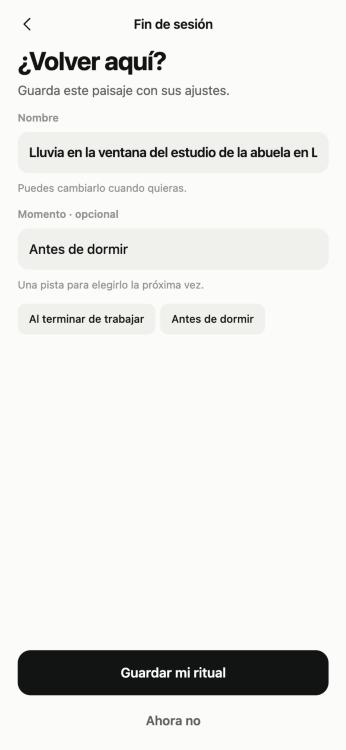 Fin de sesión
¿Volver aquí?
Guarda este paisaje con sus ajustes.
Nombre
Lluvia en la ventana del estudio de la abuela en L
Puedes cambiarlo cuando quieras.
Momento · opcional
Antes de dormir
Una pista para elegirlo la próxima vez.
Al terminar de trabajar Antes de dormir
Guardar mi ritual
Ahora no